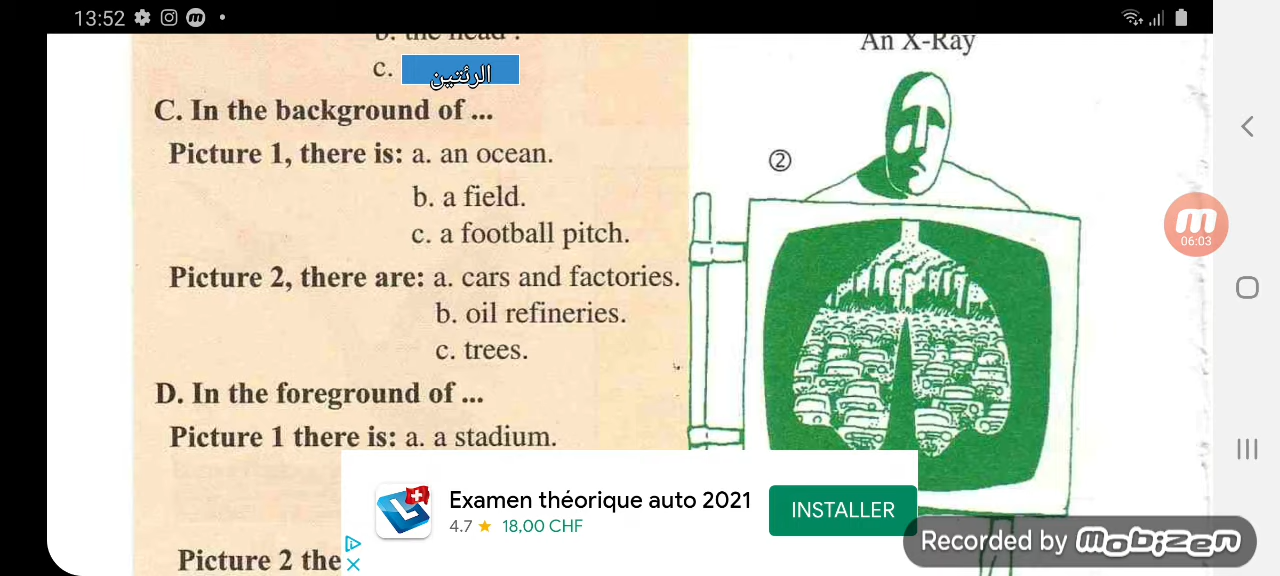 13:52
b. the head .
c. الرئتين
C. In the background of ...
Picture 1, there is: a. an ocean.
b. a field.
c. a football pitch.
Picture 2, there are: a. cars and factories.
b. oil refineries.
c. trees.
D. In the foreground of ...
Picture 1 there is: a. a stadium.
Picture 2 the
An X-Ray
②
06:03
Examen théorique auto 2021
4.7 ★ 18,00 CHF
INSTALLER
Recorded by mobizen